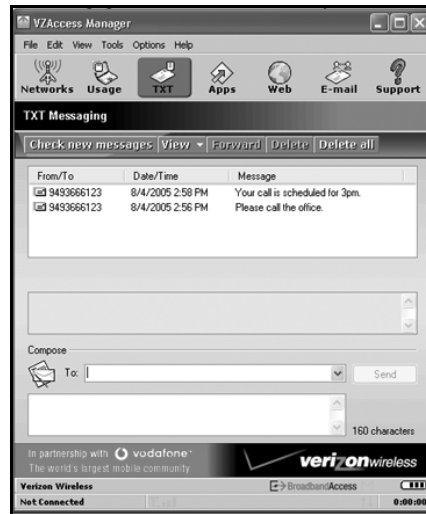 VZAccess Manager
File Edit View Tools Options Help
Networks Usage TXT Apps Web E-mail Support
TXT Messaging
Check new messages View Forward Delete Delete all
From/To Date/Time Message
9493666123 8/4/2005 2:58 PM Your call is scheduled for 3pm.
9493666123 8/4/2005 2:56 PM Please call the office.
Compose
To: Send
160 characters
In partnership with vodafone
The world's largest mobile community
verizon wireless
Verizon Wireless BroadbandAccess
Not Connected 0:00:00